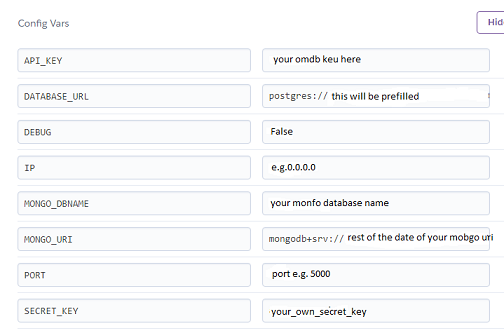 Config Vars
Hid
API_KEY your omdb keu here
DATABASE_URL postgres:// this will be prefilled
DEBUG False
IP e.g.0.0.0.0
MONGO_DBNAME your monfo database name
MONGO_URI mongodb+srv:// rest of the date of your mobgo uri
PORT port e.g. 5000
SECRET_KEY your_own_secret_key